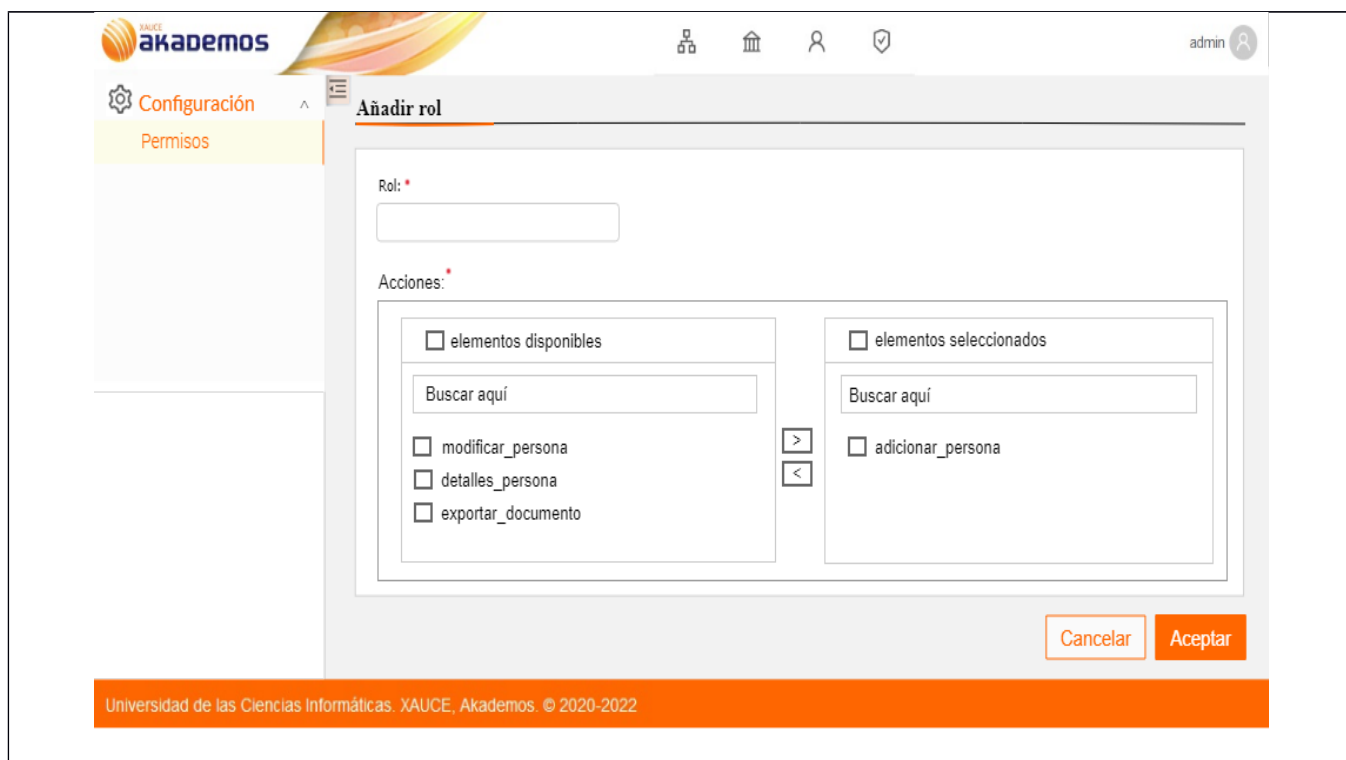 XAUCE
akademos
admin
Configuración
Permisos
Añadir rol
Rol: *
Acciones:*
elementos disponibles
Buscar aquí
modificar_persona
detalles_persona
exportar_documento
>
<
elementos seleccionados
Buscar aquí
adicionar_persona
Cancelar
Aceptar
Universidad de las Ciencias Informáticas. XAUCE, Akademos. © 2020-2022